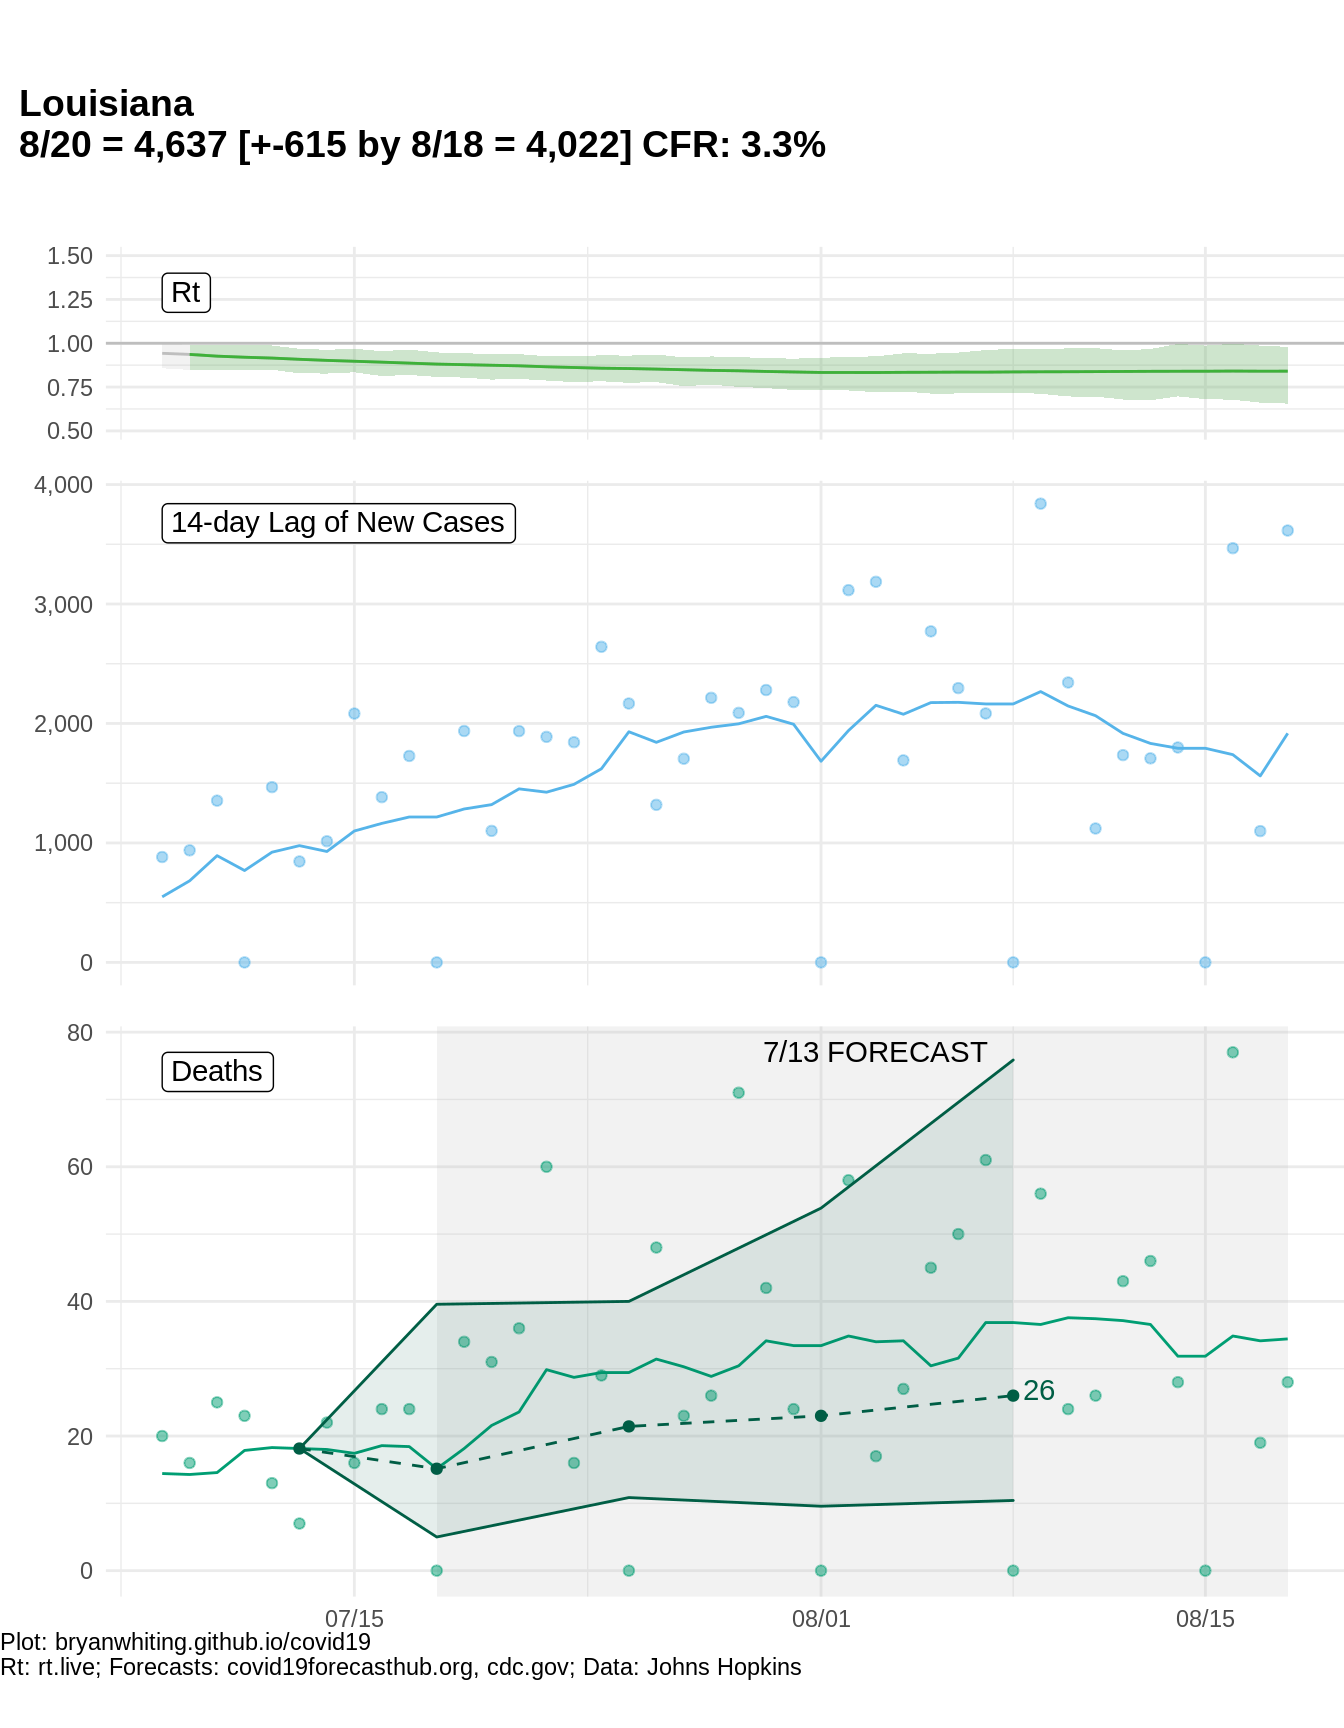 Louisiana
8/20 = 4,637 [+-615 by 8/18 = 4,022] CFR: 3.3%
1.50
Rt
1.25
1.00
0.75
0.50
4,000
14-day Lag of New Cases
3,000
2,000
1,000
0
80
7/13 FORECAST
Deaths
60
40
26
20
0
07/15 08/01 08/15
Plot: bryanwhiting.github.io/covid19
Rt: rt.live; Forecasts: covid19forecasthub.org, cdc.gov; Data: Johns Hopkins